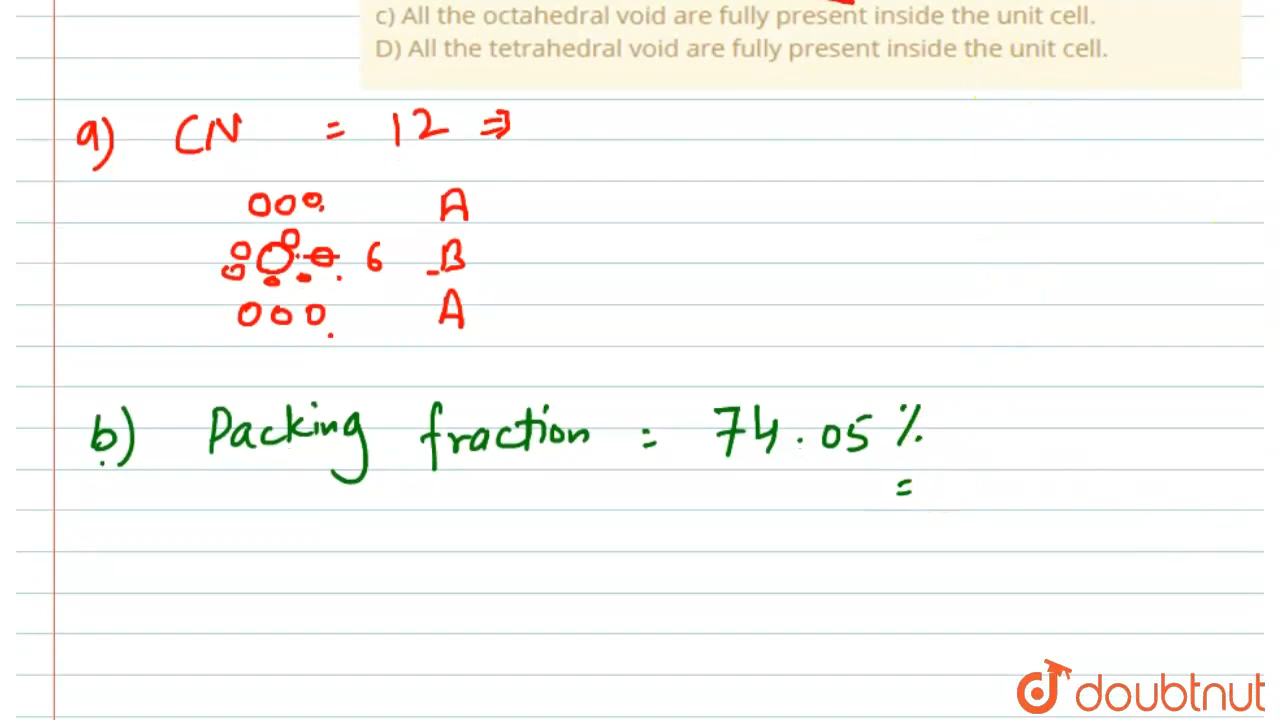 c) All the octahedral void are fully present inside the unit cell.
D) All the tetrahedral void are fully present inside the unit cell.
a) CN = 12 ⇒
A
6 B
A
b) Packing fraction = 74.05 %
=
doubtnut